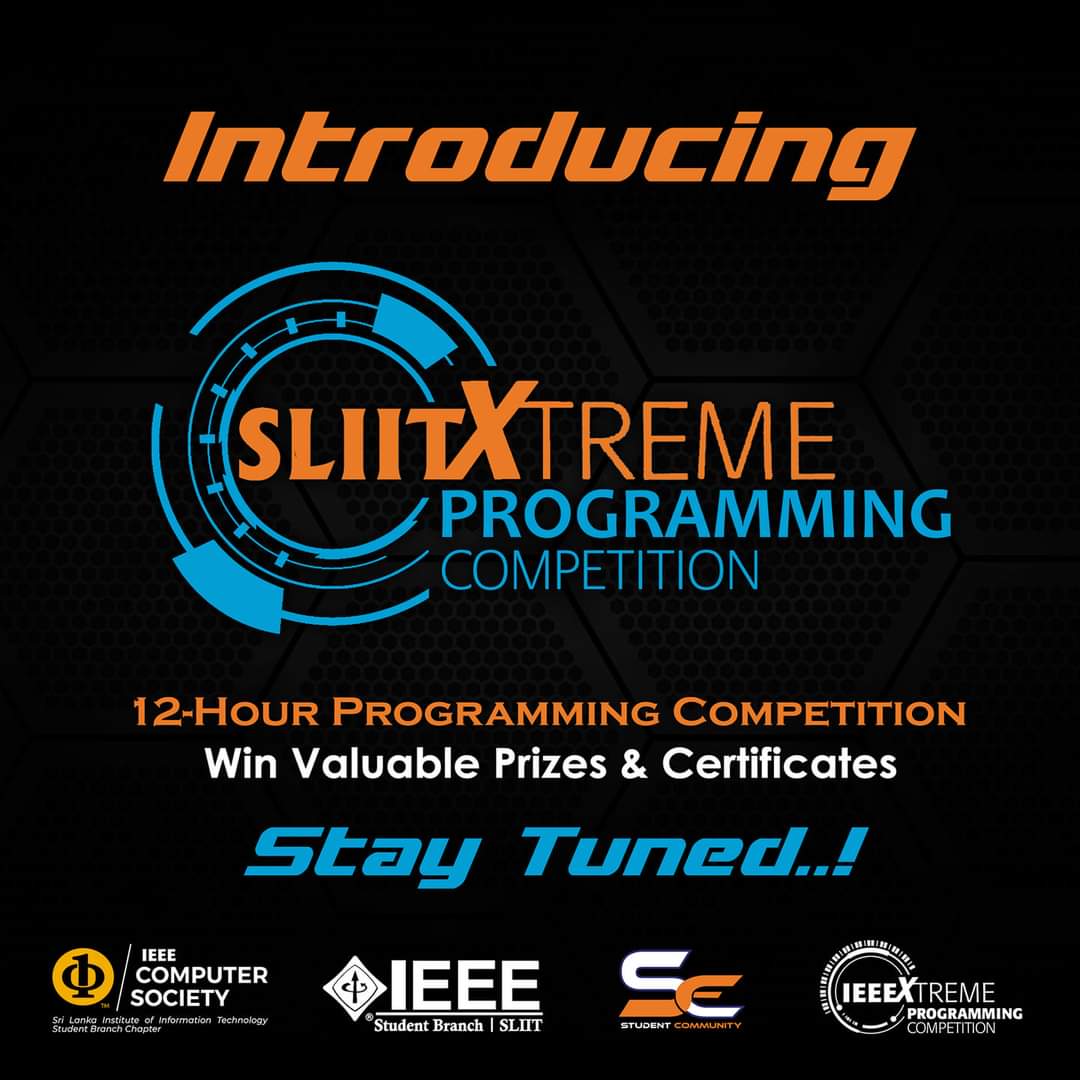 Introducing
SLIITXTREME
PROGRAMMING
COMPETITION
12-HOUR PROGRAMMING COMPETITION
Win Valuable Prizes & Certificates
Stay Tuned..!
IEEE
COMPUTER
SOCIETY
TM
Sri Lanka Institute of Information Technology
Student Branch Chapter
IEEE
®
Student Branch | SLIIT
SE
STUDENT COMMUNITY
IEEEXTREME
PROGRAMMING
COMPETITION